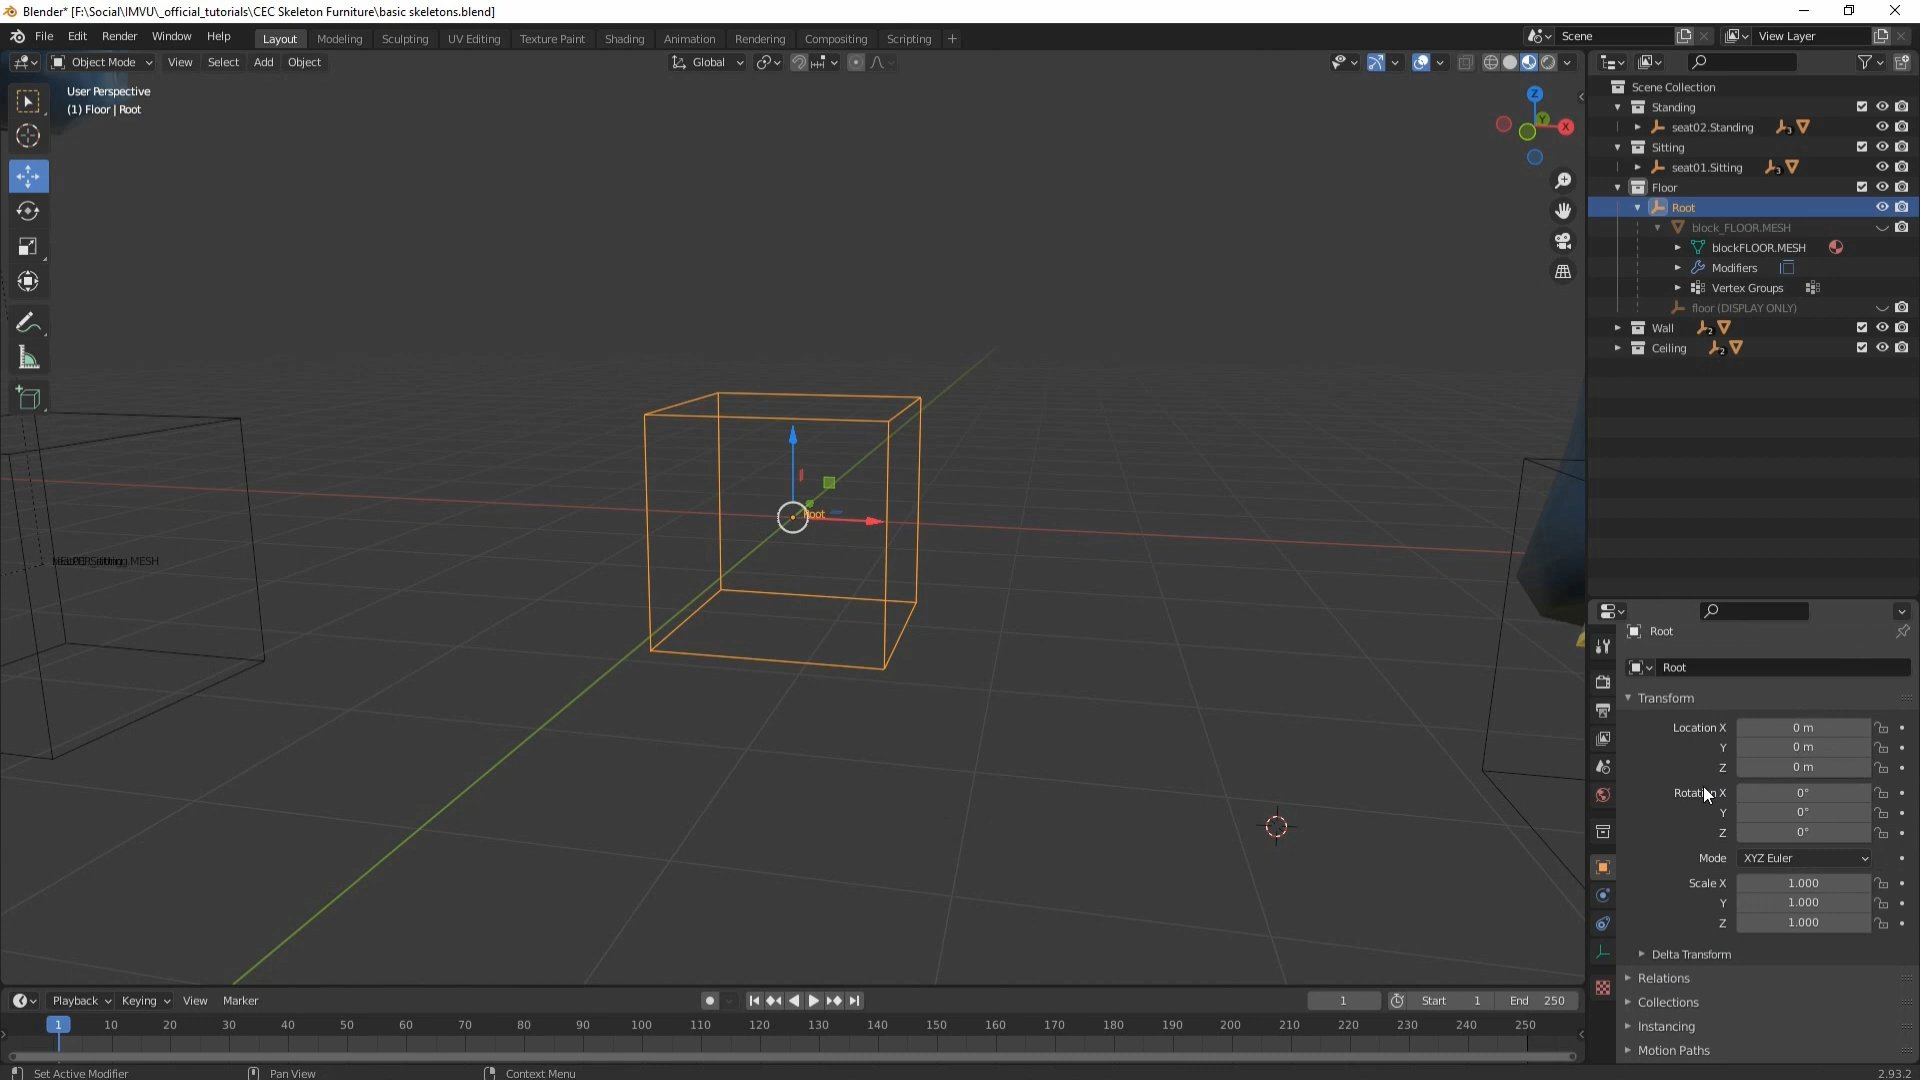 Blender* [F:\Social\IMVU\_official_tutorials\CEC Skeleton Furniture\basic skeletons.blend]
File Edit Render Window Help Layout Modeling Sculpting UV Editing Texture Paint Shading Animation Rendering Compositing Scripting + Scene View Layer
Object Mode View Select Add Object Global
User Perspective
(1) Floor | Root
Z
Y
X
Root
Scene Collection
Standing
seat02.Standing 3
Sitting
seat01.Sitting 3
Floor
Root
block_FLOOR.MESH
blockFLOOR.MESH
Modifiers
Vertex Groups
floor (DISPLAY ONLY)
Wall 2
Ceiling 2
Root
Root
Transform
Location X 0 m
Y 0 m
Z 0 m
Rotation X 0°
Y 0°
Z 0°
Mode XYZ Euler
Scale X 1.000
Y 1.000
Z 1.000
Delta Transform
Relations
Collections
Instancing
Motion Paths
Playback Keying View Marker 1 Start 1 End 250
1 10 20 30 40 50 60 70 80 90 100 110 120 130 140 150 160 170 180 190 200 210 220 230 240 250
Set Active Modifier Pan View Context Menu 2.93.2